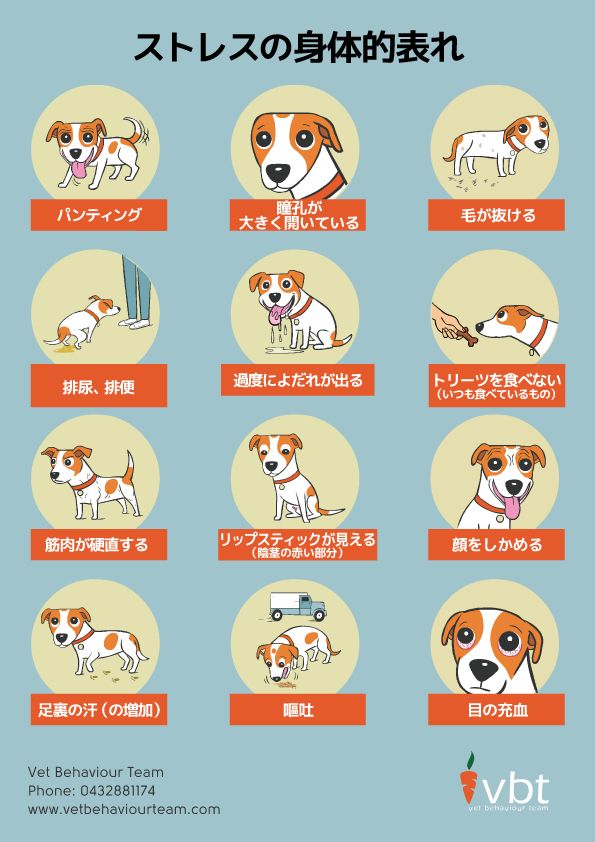 ストレスの身体的表れ
パンティング
瞳孔が
大きく開いている
毛が抜ける
排尿、排便
過度によだれが出る
トリーツを食べない
（いつも食べているもの）
筋肉が硬直する
リップスティックが見える
（陰茎の赤い部分）
顔をしかめる
足裏の汗（の増加）
嘔吐
目の充血
Vet Behaviour Team
Phone: 0432881174
www.vetbehaviourteam.com
vbt
vet behaviour team